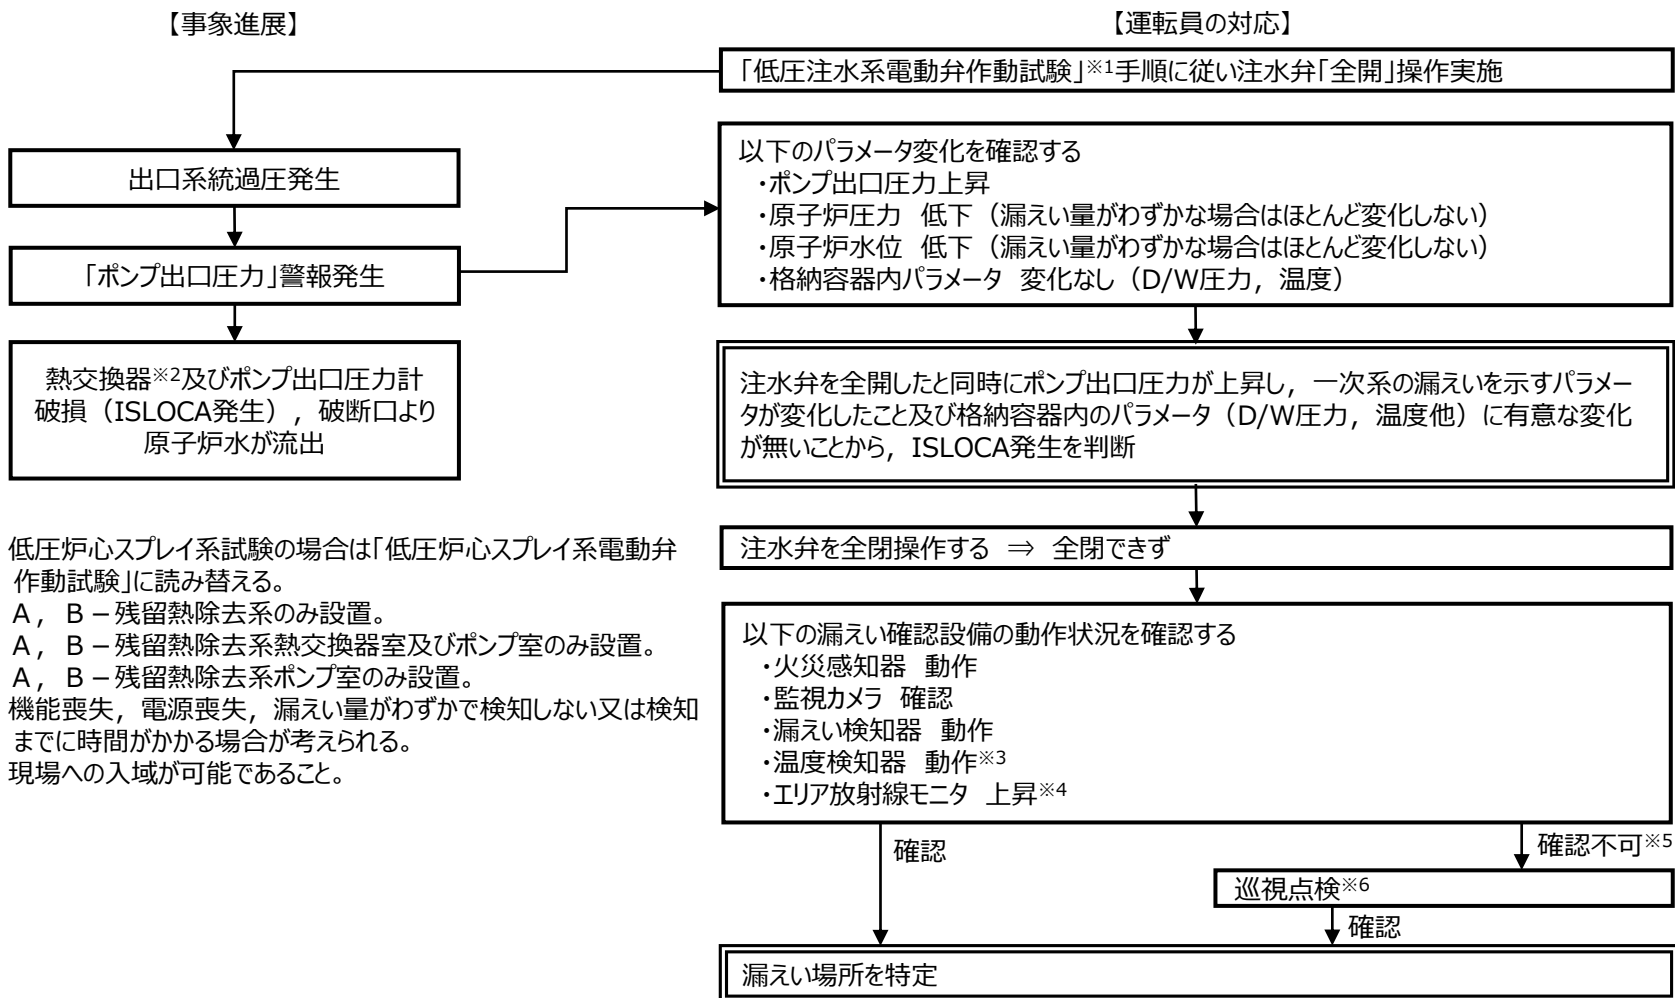 【事象進展】
【運転員の対応】
「低圧注水系電動弁作動試験」※1手順に従い注水弁「全開」操作実施
出口系統過圧発生
「ポンプ出口圧力」警報発生
熱交換器※2及びポンプ出口圧力計
破損（ISLOCA発生），破断口より
原子炉水が流出
以下のパラメータ変化を確認する
・ポンプ出口圧力上昇
・原子炉圧力 低下（漏えい量がわずかな場合はほとんど変化しない）
・原子炉水位 低下（漏えい量がわずかな場合はほとんど変化しない）
・格納容器内パラメータ 変化なし（D/W圧力，温度）
注水弁を全開したと同時にポンプ出口圧力が上昇し，一次系の漏えいを示すパラメー
タが変化したこと及び格納容器内のパラメータ（D/W圧力，温度他）に有意な変化
が無いことから，ISLOCA発生を判断
注水弁を全閉操作する ⇒ 全閉できず
以下の漏えい確認設備の動作状況を確認する
・火災感知器 動作
・監視カメラ 確認
・漏えい検知器 動作
・温度検知器 動作※3
・エリア放射線モニタ 上昇※4
確認
確認不可※5
巡視点検※6
確認
漏えい場所を特定
低圧炉心スプレイ系試験の場合は「低圧炉心スプレイ系電動弁
作動試験」に読み替える。
A，B－残留熱除去系のみ設置。
A，B－残留熱除去系熱交換器室及びポンプ室のみ設置。
A，B－残留熱除去系ポンプ室のみ設置。
機能喪失，電源喪失，漏えい量がわずかで検知しない又は検知
までに時間がかかる場合が考えられる。
現場への入域が可能であること。